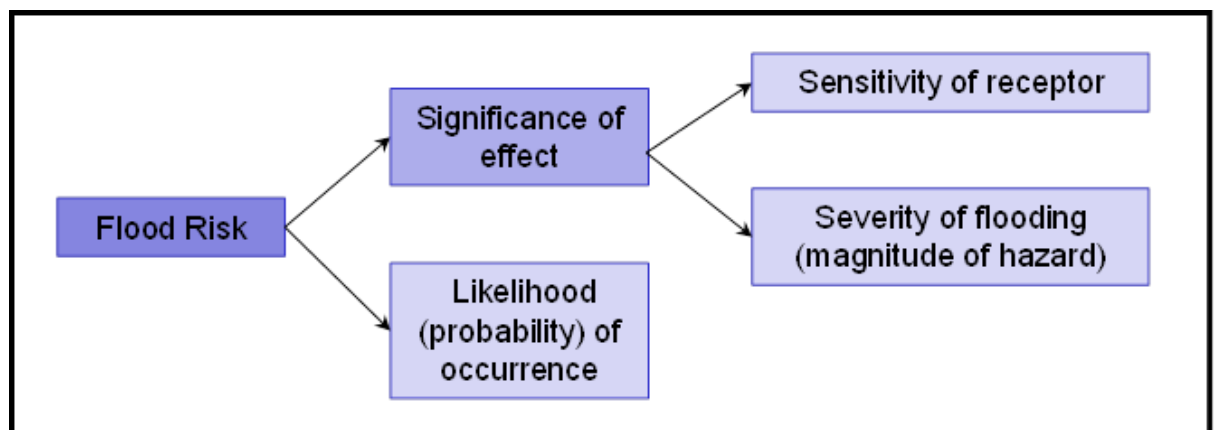 Flood Risk
Significance of
effect
Likelihood
(probability) of
occurrence
Sensitivity of receptor
Severity of flooding
(magnitude of hazard)